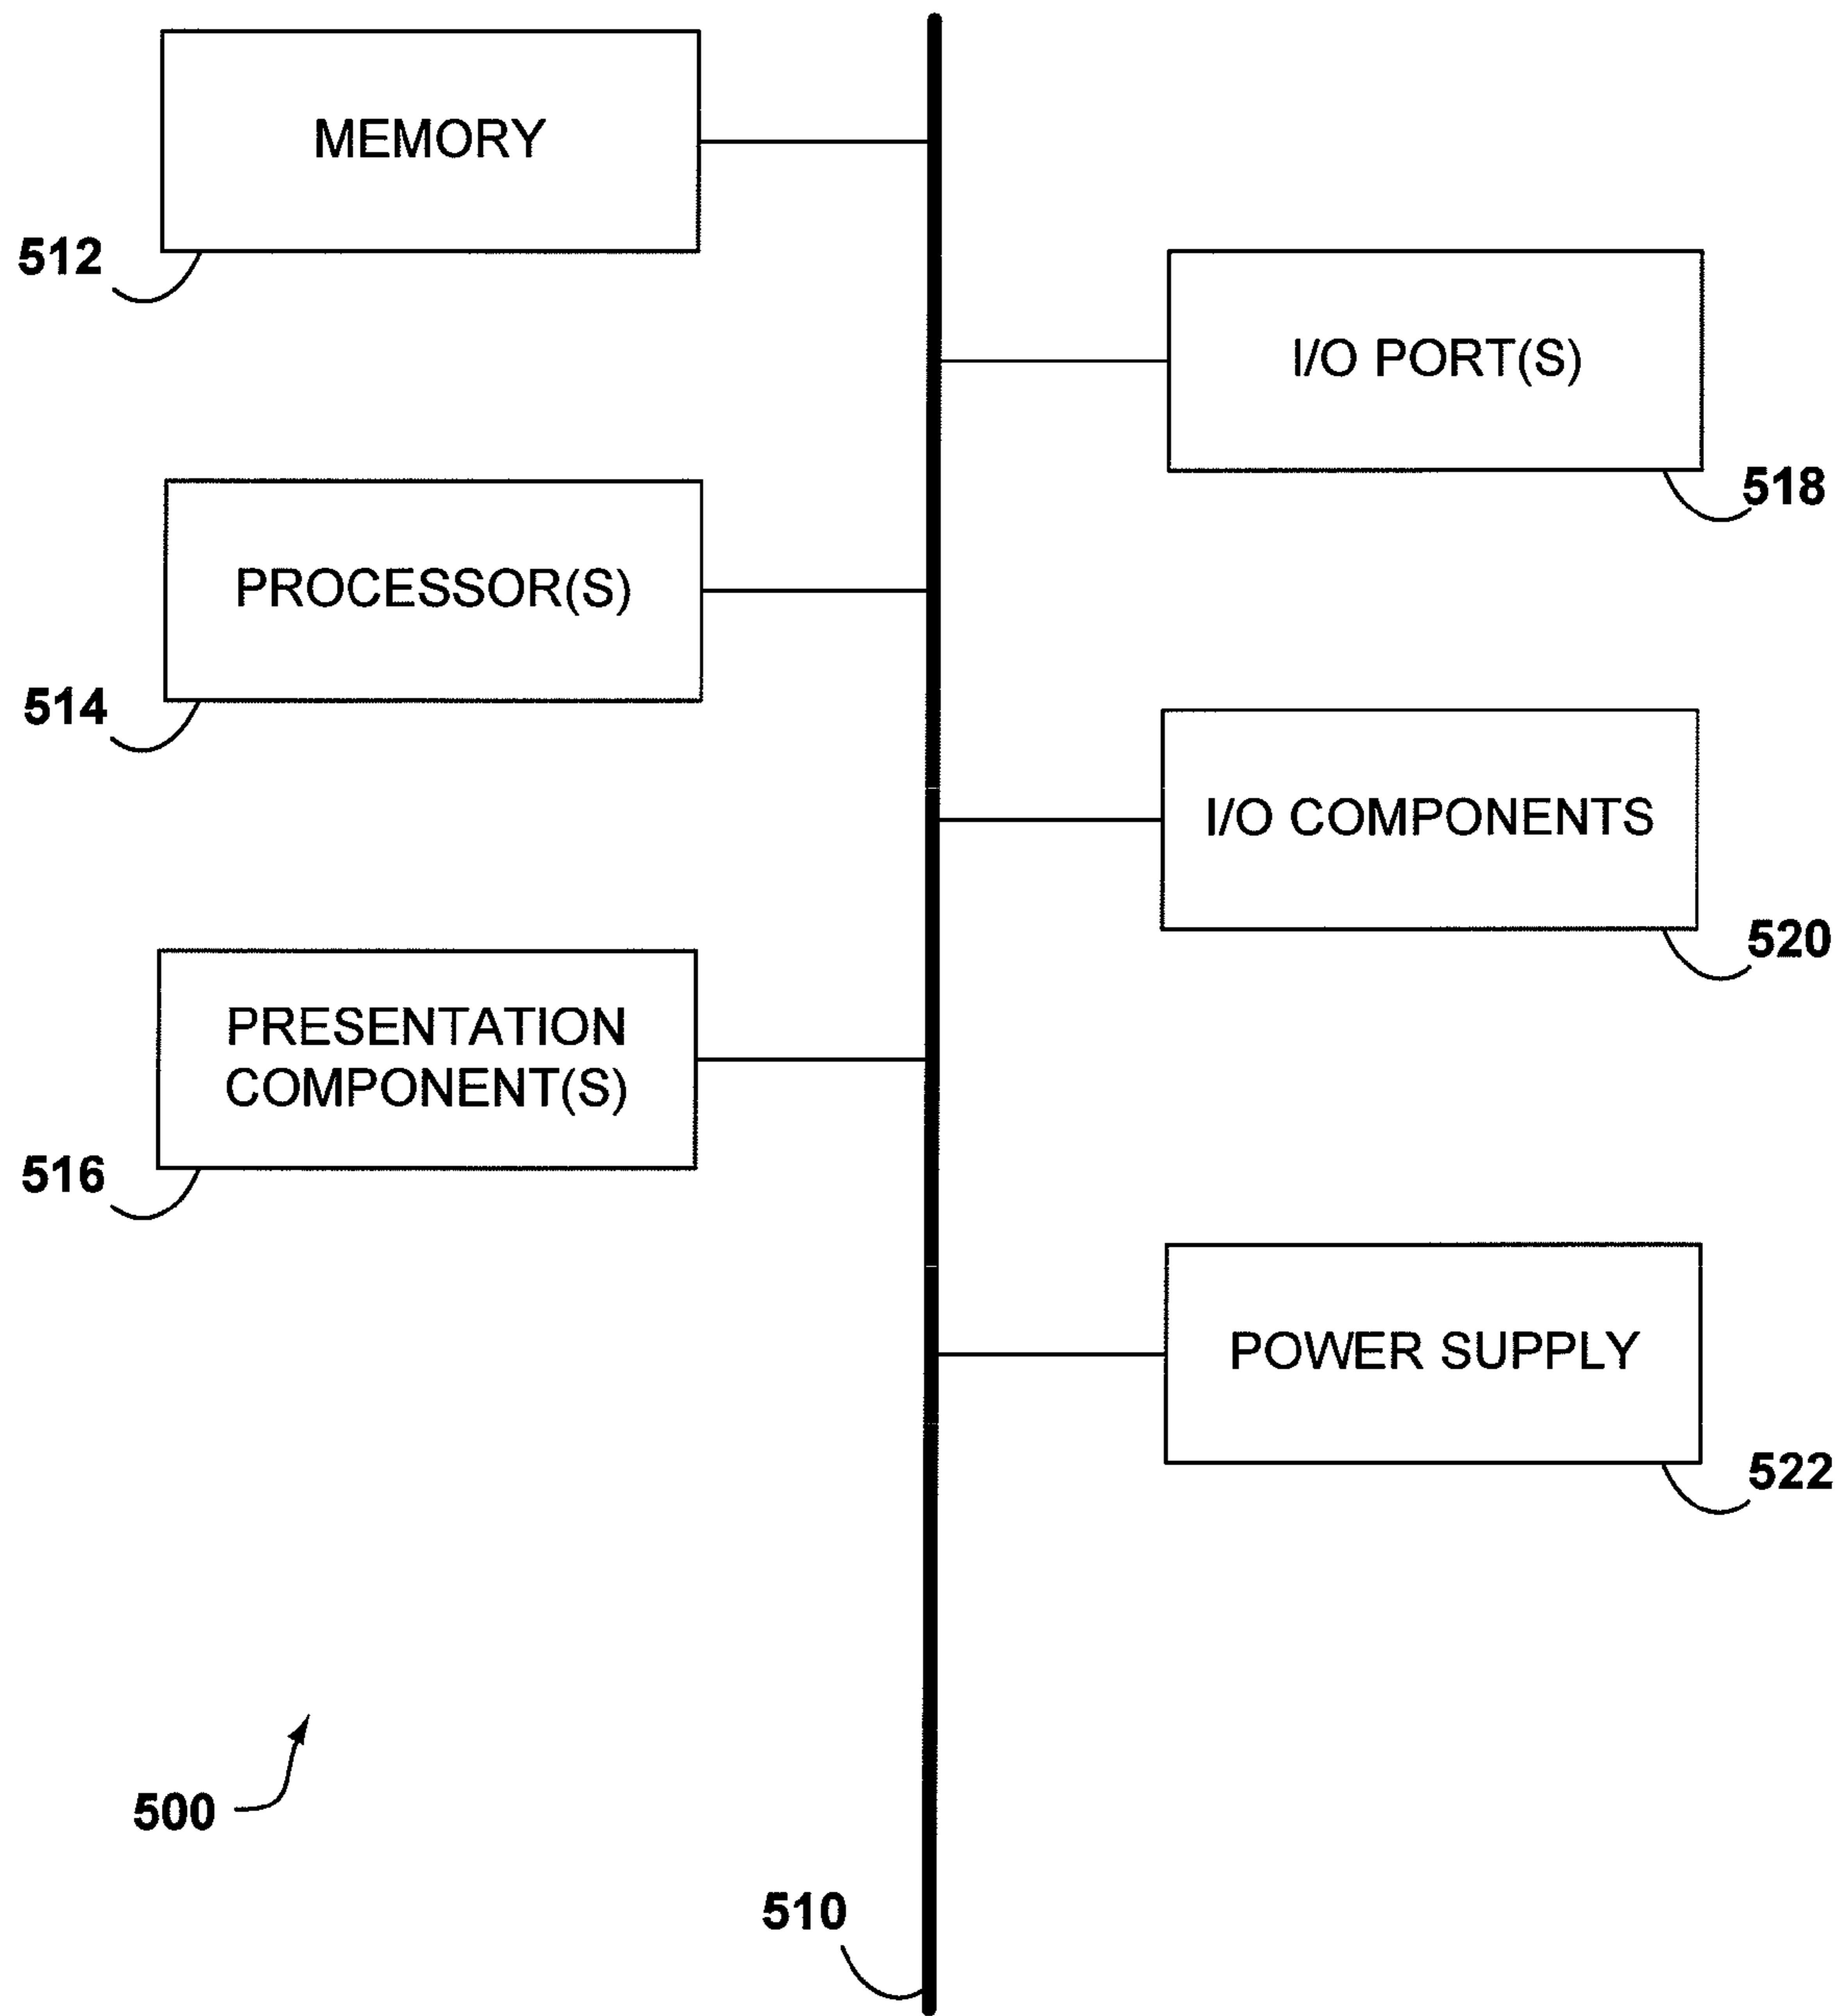 MEMORY
512
I/O PORT(S)
518
PROCESSOR(S)
514
I/O COMPONENTS
520
PRESENTATION
COMPONENT(S)
516
POWER SUPPLY
522
500
510